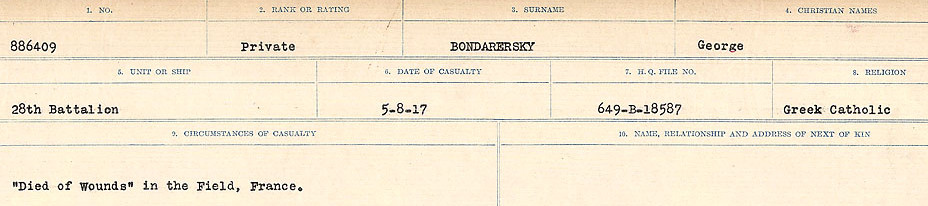 1. NO. 2. RANK OR RATING 3. SURNAME 4. CHRISTIAN NAMES
886409 Private BONDARERSKY George
5. UNIT OR SHIP 6. DATE OF CASUALTY 7. H.Q. FILE NO. 8. RELIGION
28th Battalion 5-8-17 649-B-18587 Greek Catholic
9. CIRCUMSTANCES OF CASUALTY 10. NAME, RELATIONSHIP AND ADDRESS OF NEXT OF KIN
"Died of Wounds" in the Field, France.